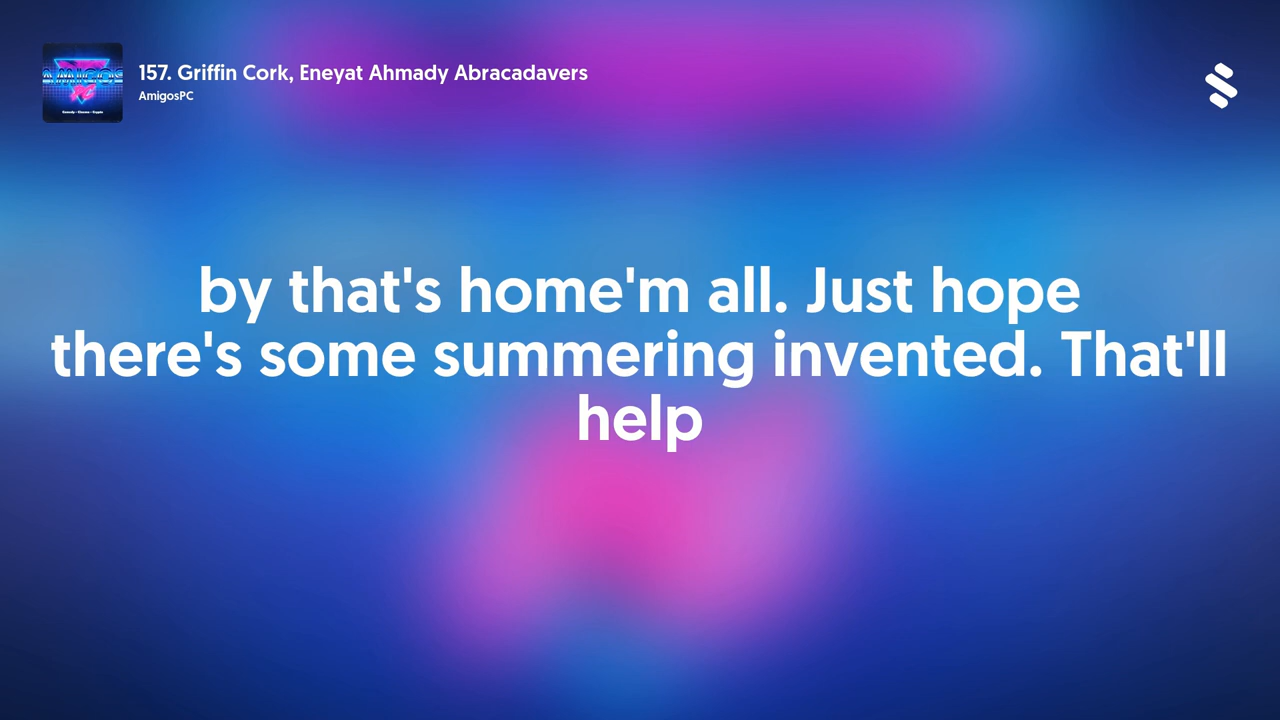 157. Griffin Cork, Eneyat Ahmady Abracadavers
AmigosPC
by that's home'm all. Just hope
there's some summering invented. That'll
help